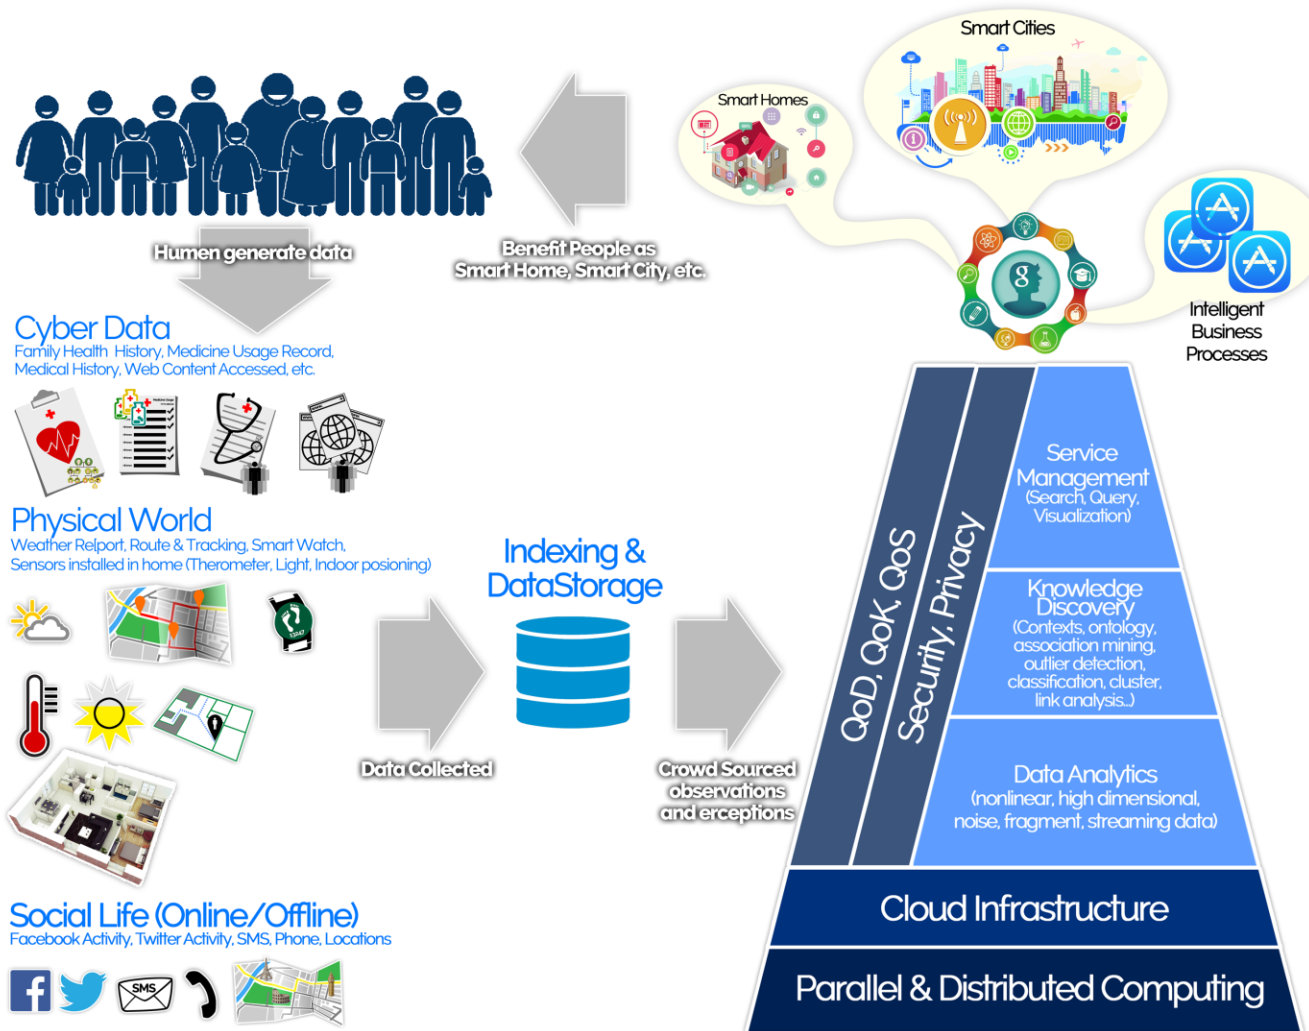 Smart Cities
Smart Homes
Human generate data
Benefit People as
Smart Home, Smart City, etc.
Intelligent
Business
Processes
g
Cyber Data
Family Health History, Medicine Usage Record,
Medical History, Web Content Accessed, etc.
Physical World
Weather Re[port, Route & Tracking, Smart Watch,
Sensors installed in home (Therometer, Light, Indoor posioning)
Indexing &
DataStorage
Data Collected
Crowd Sourced
observations
and erceptions
Social Life (Online/Offline)
Facebook Activity, Twitter Activity, SMS, Phone, Locations
SMS
QoD, QoK, QoS
Security, Privacy
Service
Management
(Search, Query,
Visualization)
Knowledge
Discovery
(Contexts, ontology,
association mining,
outlier detection,
classification, cluster,
link analysis...)
Data Analytics
(nonlinear, high dimensional,
noise, fragment, streaming data)
Cloud Infrastructure
Parallel & Distributed Computing